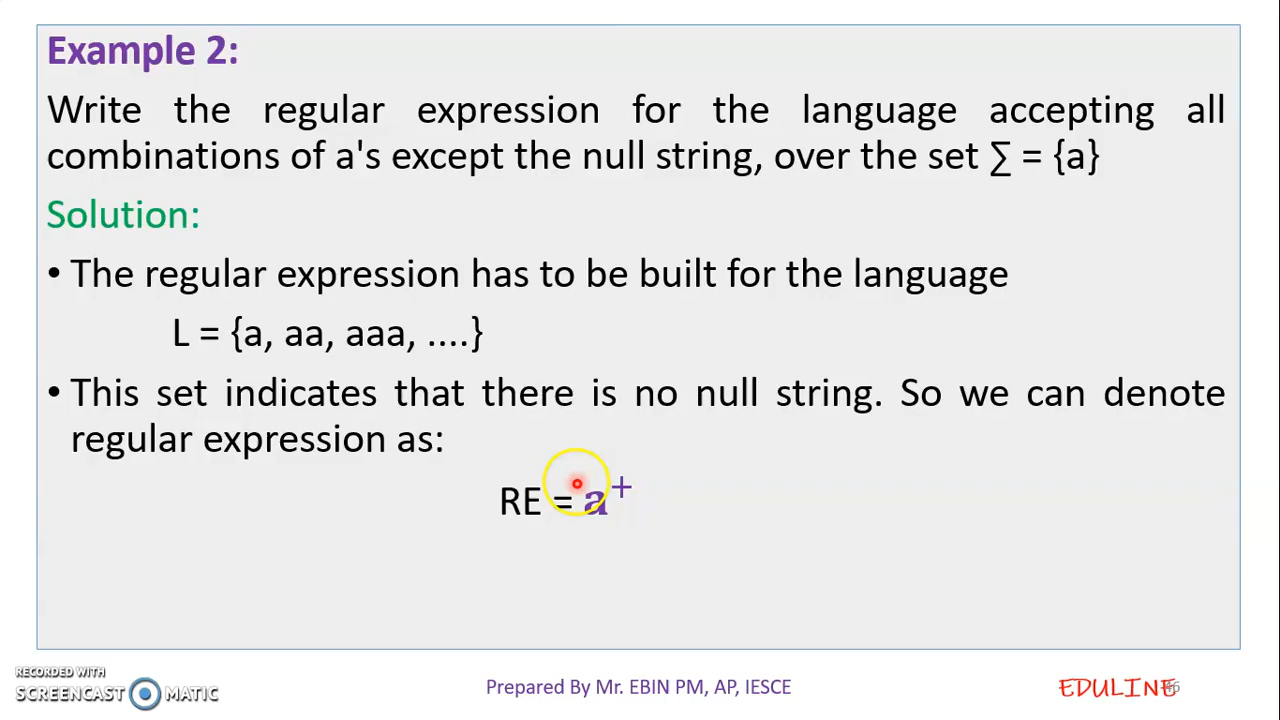 Example 2:
Write the regular expression for the language accepting all
combinations of a's except the null string, over the set ∑ = {a}
Solution:
• The regular expression has to be built for the language
L = {a, aa, aaa, ....}
• This set indicates that there is no null string. So we can denote
regular expression as:
RE = a⁺
RECORDED WITH
SCREENCAST MATIC
Prepared By Mr. EBIN PM, AP, IESCE
EDULINE
46